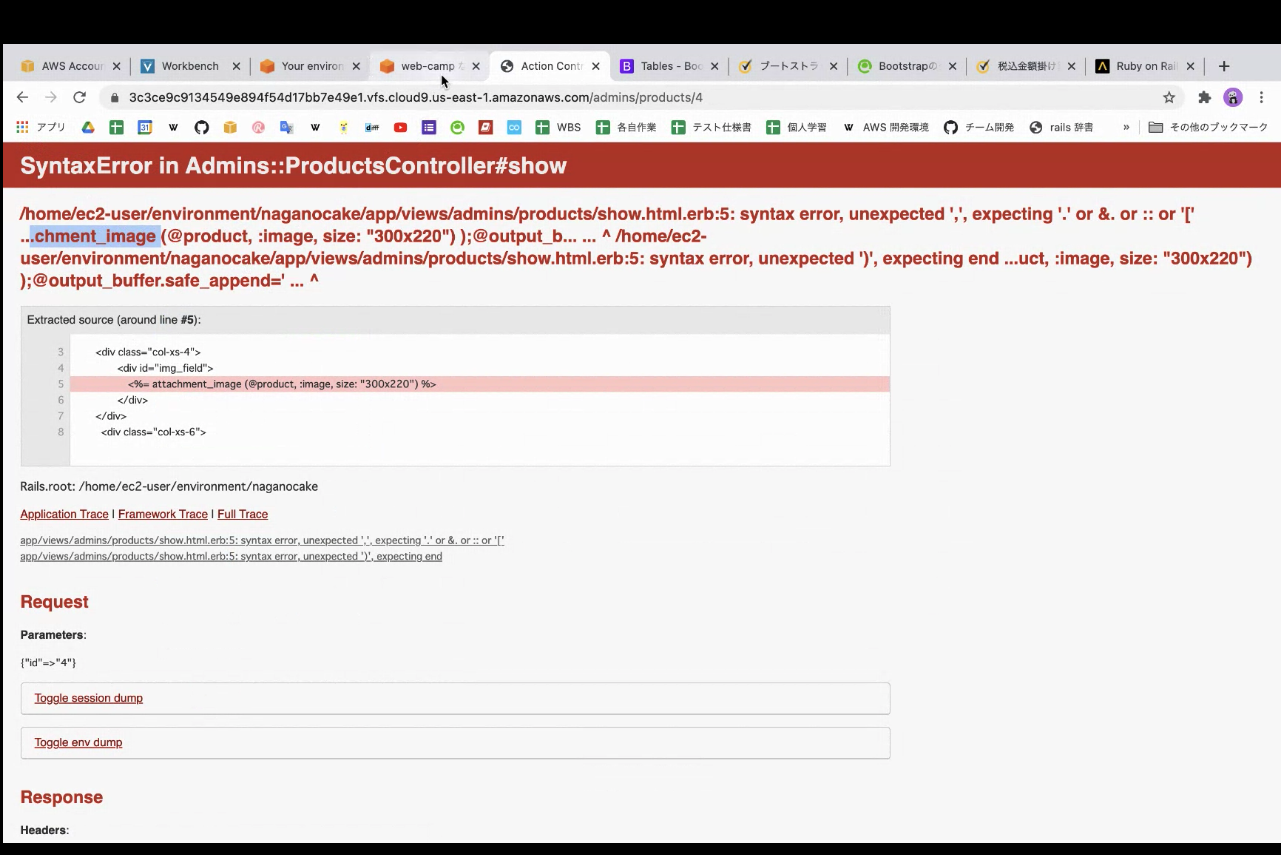 AWS Accou
Workbench
Your environ
web-camp
Action Cont
Tables - Boo
ブートストラ
Bootstrapの
税込金額掛け
Ruby on Rai
3c3ce9c9134549e894f54d17bb7e49e1.vfs.cloud9.us-east-1.amazonaws.com/admins/products/4
アプリ
WBS
各自作業
テスト仕様書
個人学習
AWS 開発環境
チーム開発
rails 辞書
»
その他のブックマーク
SyntaxError in Admins::ProductsController#show
/home/ec2-user/environment/naganocake/app/views/admins/products/show.html.erb:5: syntax error, unexpected ',', expecting '.' or &. or :: or '['
...chment_image (@product, :image, size: "300x220") );@output_b... ... ^ /home/ec2-
user/environment/naganocake/app/views/admins/products/show.html.erb:5: syntax error, unexpected ')', expecting end ...uct, :image, size: "300x220")
);@output_buffer.safe_append=' ... ^
Extracted source (around line #5):
3 <div class="col-xs-4">
4 <div id="img_field">
5 <%= attachment_image (@product, :image, size: "300x220") %>
6 </div>
7 </div>
8 <div class="col-xs-6">
Rails.root: /home/ec2-user/environment/naganocake
Application Trace | Framework Trace | Full Trace
app/views/admins/products/show.html.erb:5: syntax error, unexpected ',', expecting '.' or &. or :: or '['
app/views/admins/products/show.html.erb:5: syntax error, unexpected ')', expecting end
Request
Parameters:
{"id"=>"4"}
Toggle session dump
Toggle env dump
Response
Headers: